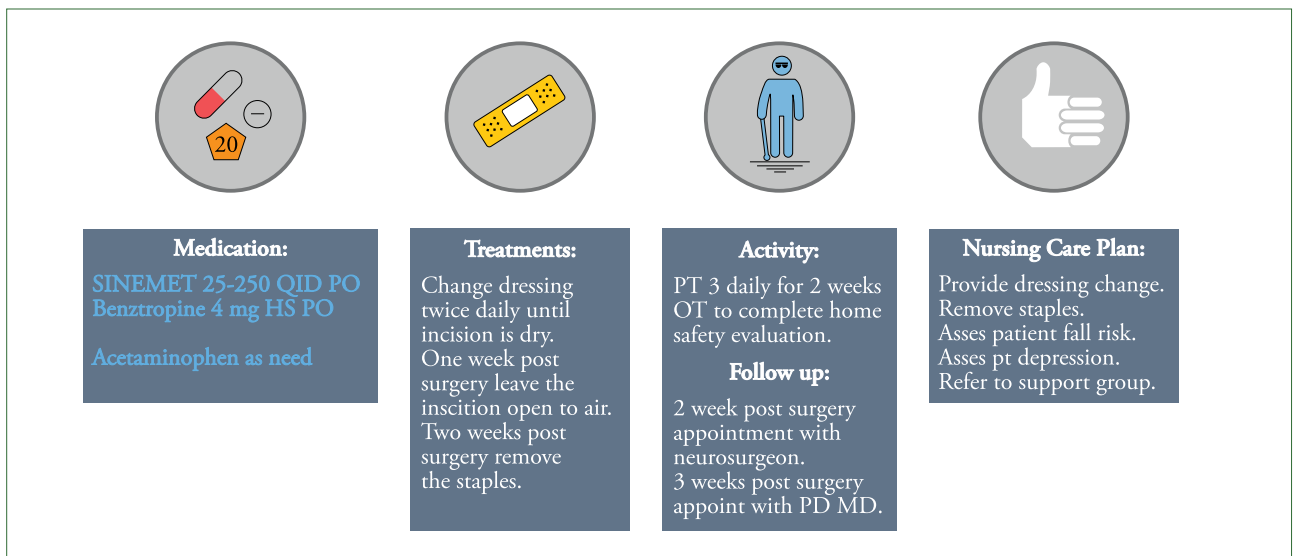 20
Medication:
SINEMET 25-250 QID PO
Benztropine 4 mg HS PO
Acetaminophen as need
Treatments:
Change dressing
twice daily until
incision is dry.
One week post
surgery leave the
inscition open to air.
Two weeks post
surgery remove
the staples.
Activity:
PT 3 daily for 2 weeks
OT to complete home
safety evaluation.
Follow up:
2 week post surgery
appointment with
neurosurgeon.
3 weeks post surgery
appoint with PD MD.
Nursing Care Plan:
Provide dressing change.
Remove staples.
Asses patient fall risk.
Asses pt depression.
Refer to support group.